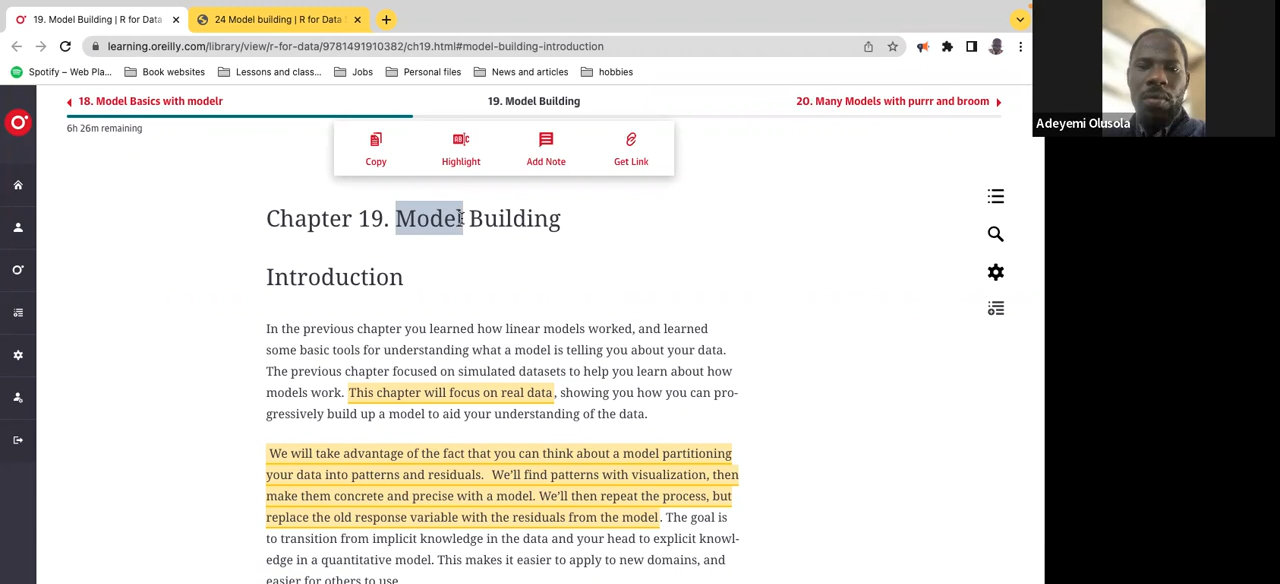 19. Model Building | R for Data
24 Model building | R for Data
learning.oreilly.com/library/view/r-for-data/9781491910382/ch19.html#model-building-introduction
Spotify – Web Pla...
Book websites
Lessons and class...
Jobs
Personal files
News and articles
hobbies
18. Model Basics with modelr
19. Model Building
20. Many Models with purrr and broom
6h 26m remaining
Copy
Highlight
Add Note
Get Link
Chapter 19. Model Building
Introduction
In the previous chapter you learned how linear models worked, and learned
some basic tools for understanding what a model is telling you about your data.
The previous chapter focused on simulated datasets to help you learn about how
models work. This chapter will focus on real data, showing you how you can pro-
gressively build up a model to aid your understanding of the data.
We will take advantage of the fact that you can think about a model partitioning
your data into patterns and residuals. We'll find patterns with visualization, then
make them concrete and precise with a model. We'll then repeat the process, but
replace the old response variable with the residuals from the model. The goal is
to transition from implicit knowledge in the data and your head to explicit knowl-
edge in a quantitative model. This makes it easier to apply to new domains, and
easier for others to use.
Adeyemi Olusola